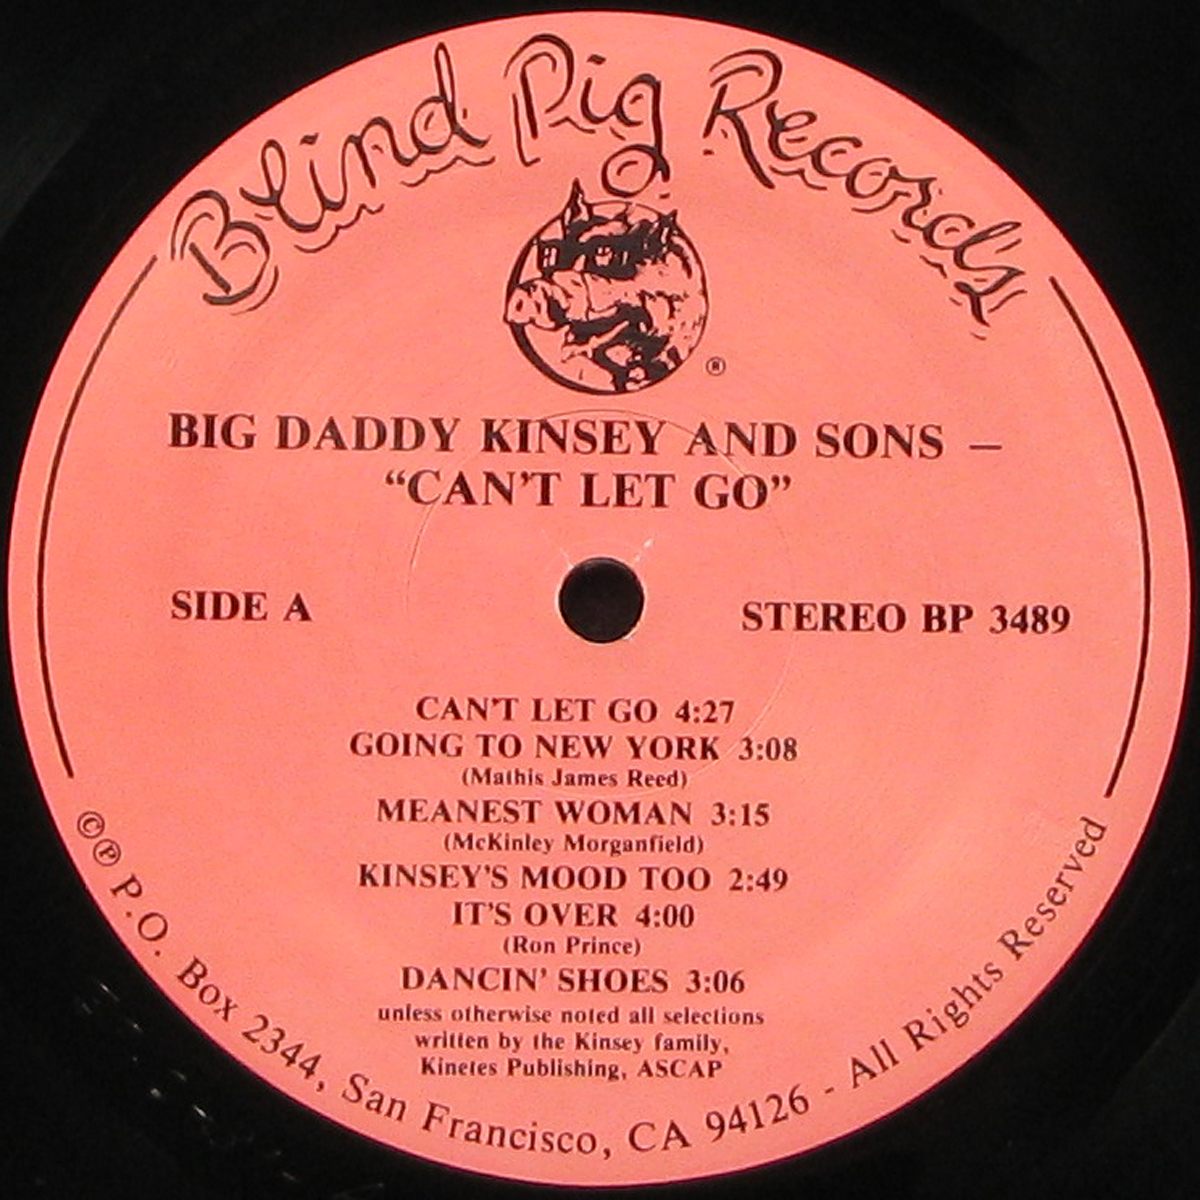 Blind Pig Records
®
BIG DADDY KINSEY AND SONS —
“CAN'T LET GO”
SIDE A
STEREO BP 3489
CAN'T LET GO 4:27
GOING TO NEW YORK 3:08
(Mathis James Reed)
MEANEST WOMAN 3:15
(McKinley Morganfield)
KINSEY'S MOOD TOO 2:49
IT'S OVER 4:00
(Ron Prince)
DANCIN' SHOES 3:06
unless otherwise noted all selections
written by the Kinsey family,
Kinetes Publishing, ASCAP
©℗ P.O. Box 2344, San Francisco, CA 94126 - All Rights Reserved